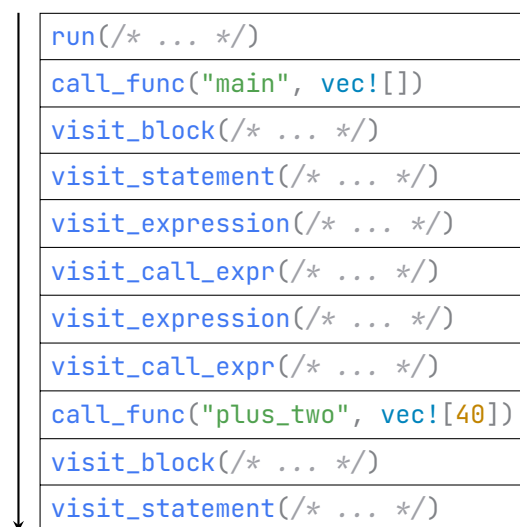 run(/* ... */)
call_func("main", vec![])
visit_block(/* ... */)
visit_statement(/* ... */)
visit_expression(/* ... */)
visit_call_expr(/* ... */)
visit_expression(/* ... */)
visit_call_expr(/* ... */)
call_func("plus_two", vec![40])
visit_block(/* ... */)
visit_statement(/* ... */)